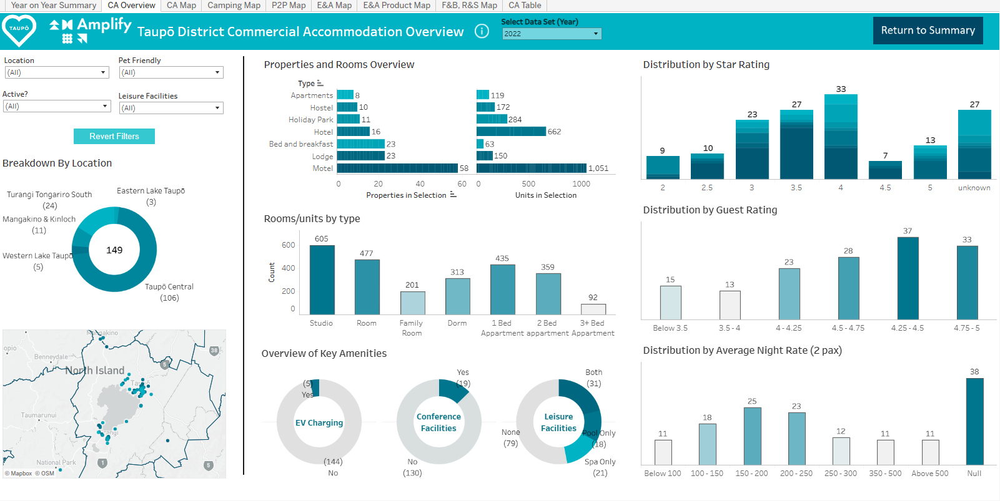 Year on Year Summary
CA Overview
CA Map
Camping Map
P2P Map
E&A Map
E&A Product Map
F&B, R&S Map
CA Table
TAUPŌ
Amplify
Taupō District Commercial Accommodation Overview
i
Select Data Set (Year)
2022
Return to Summary
Location
(All)
Pet Friendly
(All)
Active?
(All)
Leisure Facilities
(All)
Revert Filters
Breakdown By Location
Turangi Tongariro South
(24)
Eastern Lake Taupō
(3)
Mangakino & Kinloch
(11)
149
Western Lake Taupō
(5)
Taupō Central
(106)
Mangakino
opio
38
Benneydale
5
North Island
Taupō
Taumarunui
National Park
1
5
© Mapbox © OSM
Properties and Rooms Overview
Type
Apartments 8 119
Hostel 10 172
Holiday Park 11 284
Hotel 16 662
Bed and breakfast 23 63
Lodge 23 150
Motel 58 1,051
0 20 40 60 0 500 1000
Properties in Selection
Units in Selection
Rooms/units by type
Count
600
400
200
0
605
477
201
313
435
359
92
Studio
Room
Family
Room
Dorm
1 Bed
Appartment
2 Bed
appartment
3+ Bed
Appartment
Overview of Key Amenities
(5)
Yes
EV Charging
(144)
No
Yes
(19)
Conference
Facilities
No
(130)
Both
(31)
Leisure
Facilities
None
(79)
Pool Only
(18)
Spa Only
(21)
Distribution by Star Rating
9 10 23 27 33 7 13 27
2 2.5 3 3.5 4 4.5 5 unknown
Distribution by Guest Rating
15 13 23 28 37 33
Below 3.5 3.5 - 4 4 - 4.25 4.5 - 4.75 4.25 - 4.5 4.75 - 5
Distribution by Average Night Rate (2 pax)
11 18 25 23 12 11 11 38
Below 100 100 - 150 150 - 200 200 - 250 250 - 300 350 - 500 Above 500 Null